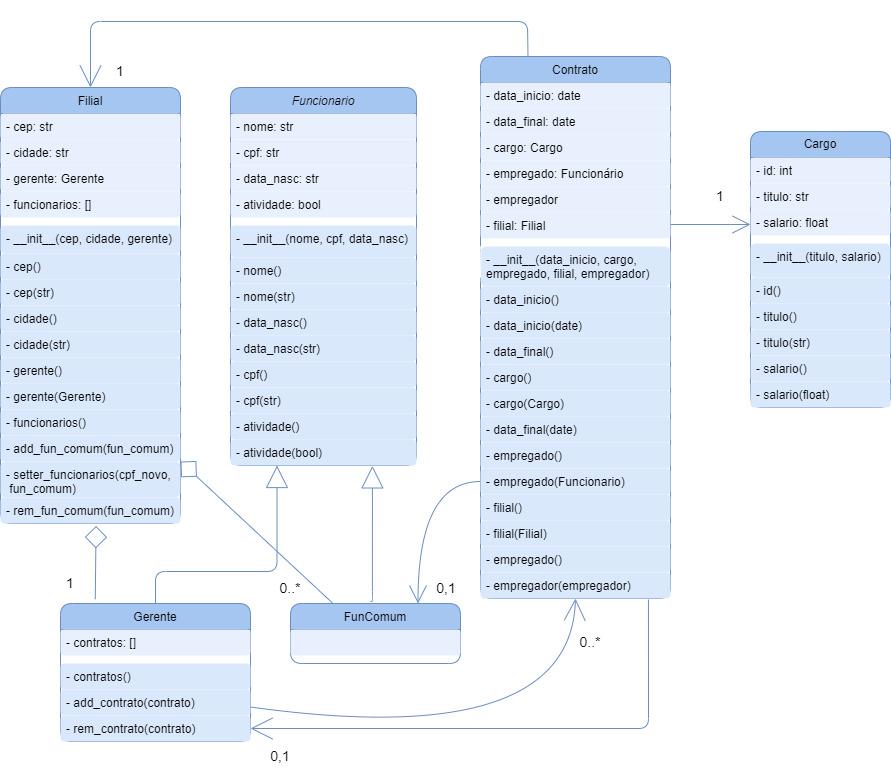 1
Filial
- cep: str
- cidade: str
- gerente: Gerente
- funcionarios: []
- __init__(cep, cidade, gerente)
- cep()
- cep(str)
- cidade()
- cidade(str)
- gerente()
- gerente(Gerente)
- funcionarios()
- add_fun_comum(fun_comum)
- setter_funcionarios(cpf_novo,
fun_comum)
- rem_fun_comum(fun_comum)
Funcionario
- nome: str
- cpf: str
- data_nasc: str
- atividade: bool
- __init__(nome, cpf, data_nasc)
- nome()
- nome(str)
- data_nasc()
- data_nasc(str)
- cpf()
- cpf(str)
- atividade()
- atividade(bool)
Contrato
- data_inicio: date
- data_final: date
- cargo: Cargo
- empregado: Funcionário
- empregador
- filial: Filial
- __init__(data_inicio, cargo,
empregado, filial, empregador)
- data_inicio()
- data_inicio(date)
- data_final()
- cargo()
- cargo(Cargo)
- data_final(date)
- empregado()
- empregado(Funcionario)
- filial()
- filial(Filial)
- empregado()
- empregador(empregador)
1
Cargo
- id: int
- titulo: str
- salario: float
- __init__(titulo, salario)
- id()
- titulo()
- titulo(str)
- salario()
- salario(float)
1
0..*
0,1
Gerente
- contratos: []
- contratos()
- add_contrato(contrato)
- rem_contrato(contrato)
FunComum
0..*
0,1